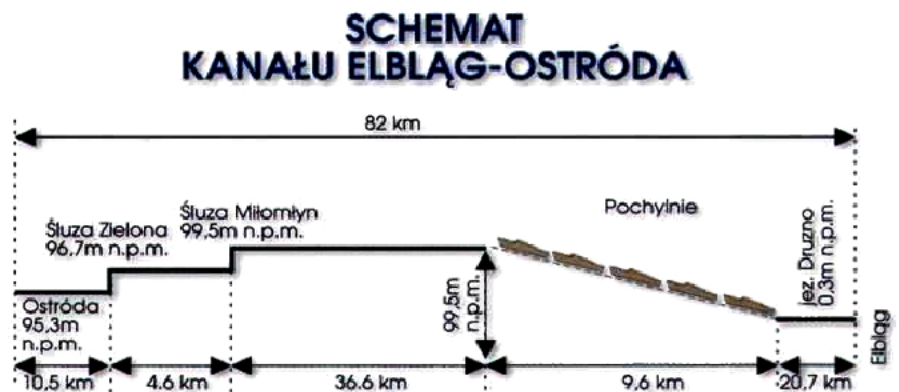 SCHEMAT
KANAŁU ELBLĄG-OSTRÓDA
82 km
Śluza Zielona
96,7m n.p.m.
Śluza Miłomłyn
99,5m n.p.m.
Pochylnie
jez. Druzno
0,3m n.p.m.
Ostróda
95,3m
n.p.m.
99,5m
n.p.m.
Elbląg
10,5 km
4.6 km
36.6 km
9,6 km
20,7 km